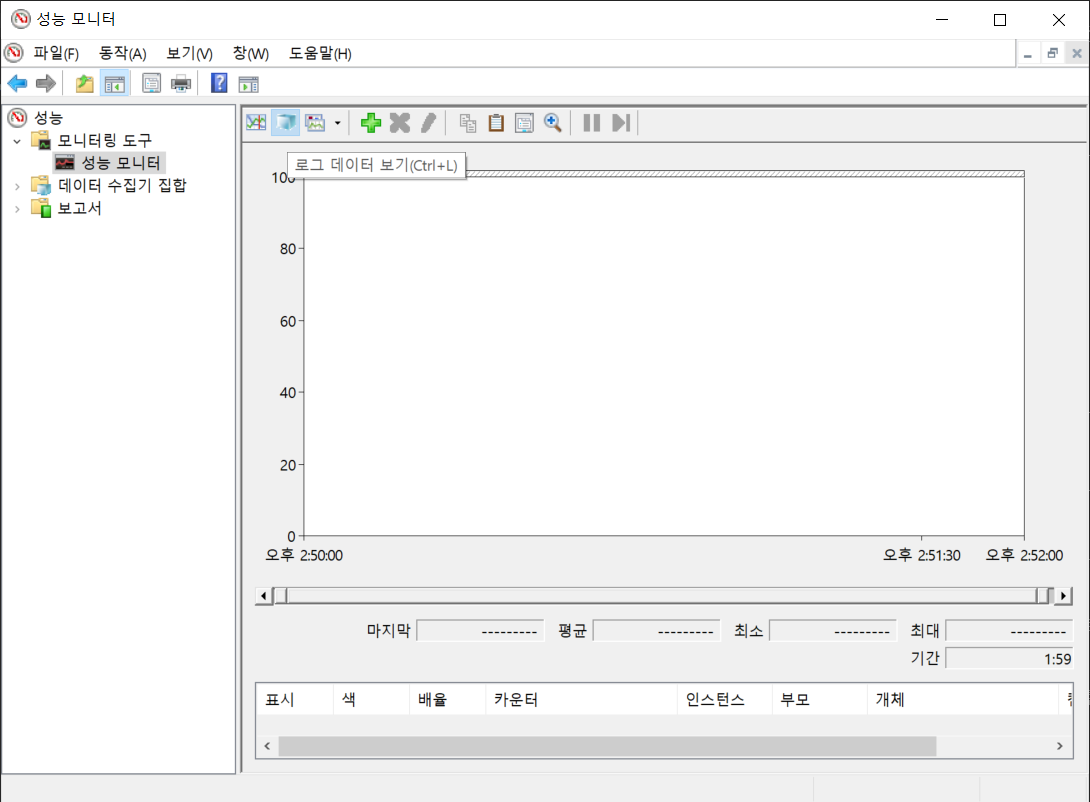 성능 모니터
파일(F) 동작(A) 보기(V) 창(W) 도움말(H)
성능
모니터링 도구
성능 모니터
데이터 수집기 집합
보고서
로그 데이터 보기(Ctrl+L)
100
80
60
40
20
0
오후 2:50:00 오후 2:51:30 오후 2:52:00
마지막 --------- 평균 --------- 최소 --------- 최대 ---------
기간 1:59
표시 색 배율 카운터 인스턴스 부모 개체